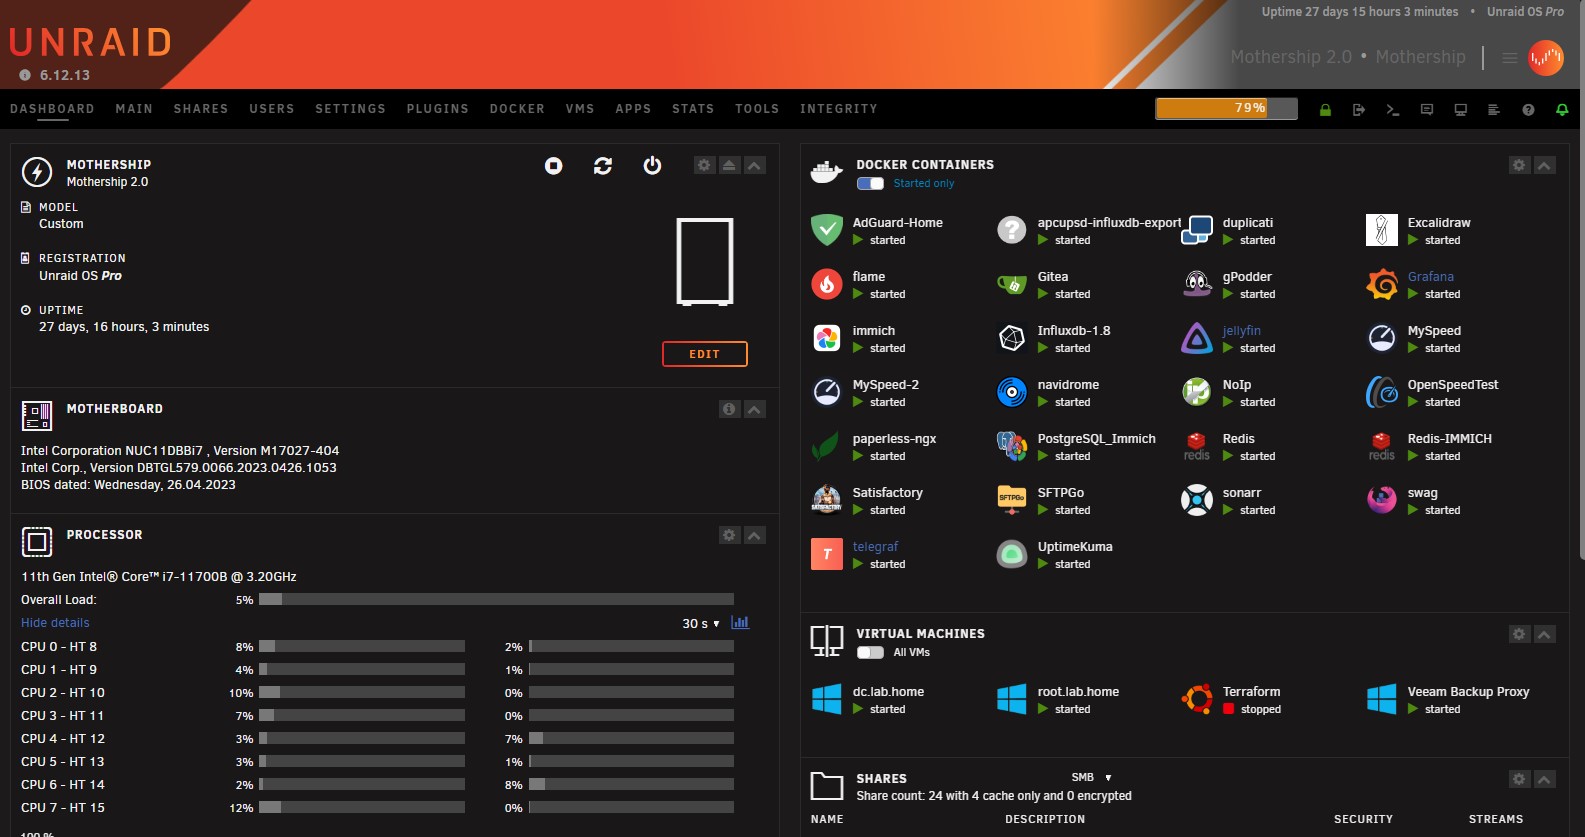 Uptime 27 days 15 hours 3 minutes • Unraid OS Pro
UNRAID
6.12.13
Mothership 2.0 • Mothership
DASHBOARD MAIN SHARES USERS SETTINGS PLUGINS DOCKER VMS APPS STATS TOOLS INTEGRITY
79%
MOTHERSHIP
Mothership 2.0
MODEL
Custom
REGISTRATION
Unraid OS Pro
UPTIME
27 days, 16 hours, 3 minutes
EDIT
MOTHERBOARD
Intel Corporation NUC11DBBi7 , Version M17027-404
Intel Corp., Version DBTGL579.0066.2023.0426.1053
BIOS dated: Wednesday, 26.04.2023
PROCESSOR
11th Gen Intel® Core™ i7-11700B @ 3.20GHz
Overall Load: 5%
Hide details 30 s
CPU 0 - HT 8 8% 2%
CPU 1 - HT 9 4% 1%
CPU 2 - HT 10 10% 0%
CPU 3 - HT 11 7% 0%
CPU 4 - HT 12 3% 7%
CPU 5 - HT 13 3% 1%
CPU 6 - HT 14 2% 8%
CPU 7 - HT 15 12% 0%
100 %
DOCKER CONTAINERS
Started only
AdGuard-Home apcupsd-influxdb-export duplicati Excalidraw
started started started started
flame Gitea gPodder Grafana
started started started started
immich Influxdb-1.8 jellyfin MySpeed
started started started started
MySpeed-2 navidrome NoIp OpenSpeedTest
started started started started
paperless-ngx PostgreSQL_Immich Redis Redis-IMMICH
started started redis started redis started
Satisfactory SFTPGo sonarr swag
SATISFACTORY started SFTPGo started started started
telegraf UptimeKuma
T started started
VIRTUAL MACHINES
All VMs
dc.lab.home root.lab.home Terraform Veeam Backup Proxy
started started stopped started
SHARES SMB
Share count: 24 with 4 cache only and 0 encrypted
NAME DESCRIPTION SECURITY STREAMS